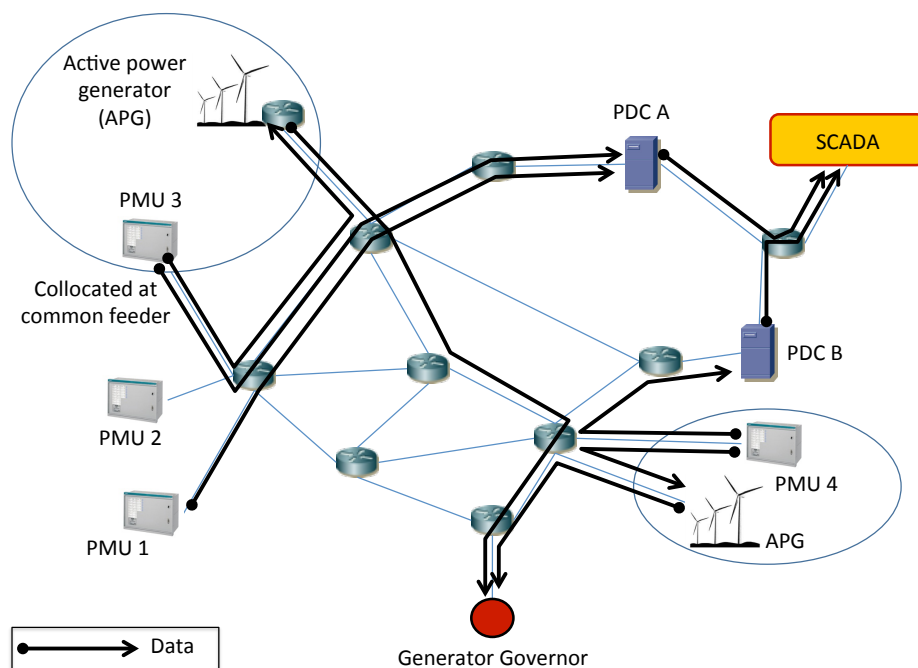 Active power
generator
(APG)
PDC A
SCADA
PMU 3
Collocated at
common feeder
PDC B
PMU 2
PMU 4
PMU 1
APG
Data
Generator Governor